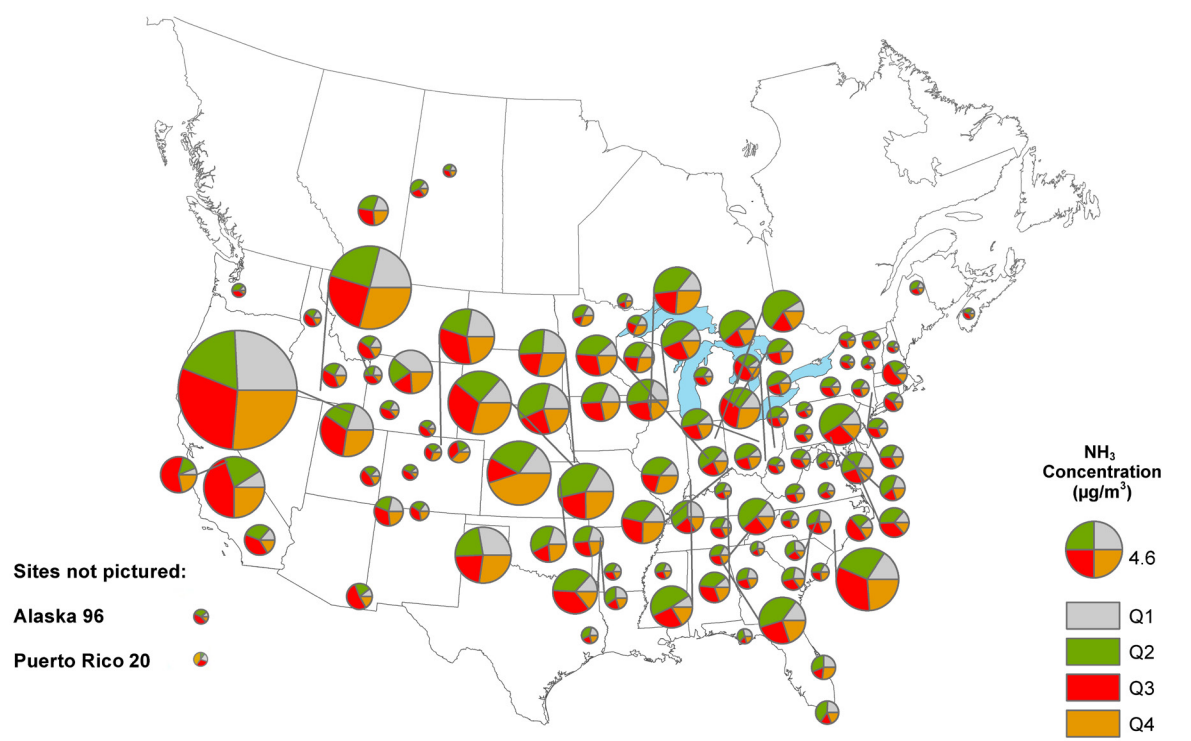 Sites not pictured:
Alaska 96
Puerto Rico 20
NH₃
Concentration
(µg/m³)
4.6
Q1
Q2
Q3
Q4